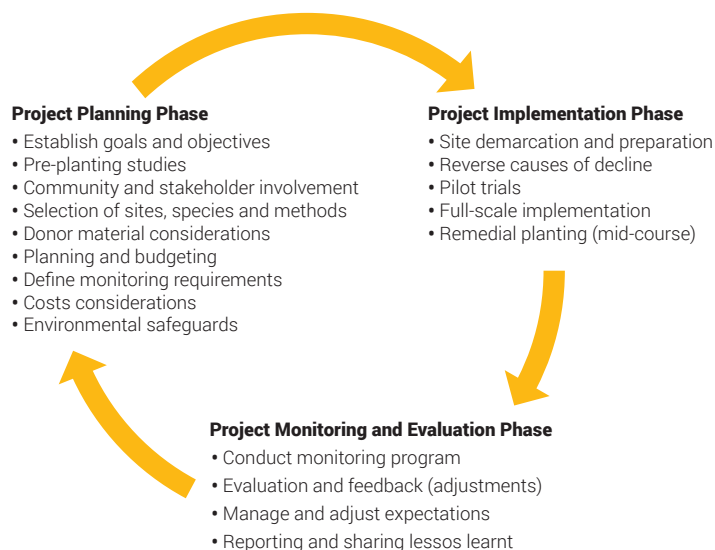 Project Planning Phase
• Establish goals and objectives
• Pre-planting studies
• Community and stakeholder involvement
• Selection of sites, species and methods
• Donor material considerations
• Planning and budgeting
• Define monitoring requirements
• Costs considerations
• Environmental safeguards
Project Implementation Phase
• Site demarcation and preparation
• Reverse causes of decline
• Pilot trials
• Full-scale implementation
• Remedial planting (mid-course)
Project Monitoring and Evaluation Phase
• Conduct monitoring program
• Evaluation and feedback (adjustments)
• Manage and adjust expectations
• Reporting and sharing lessos learnt